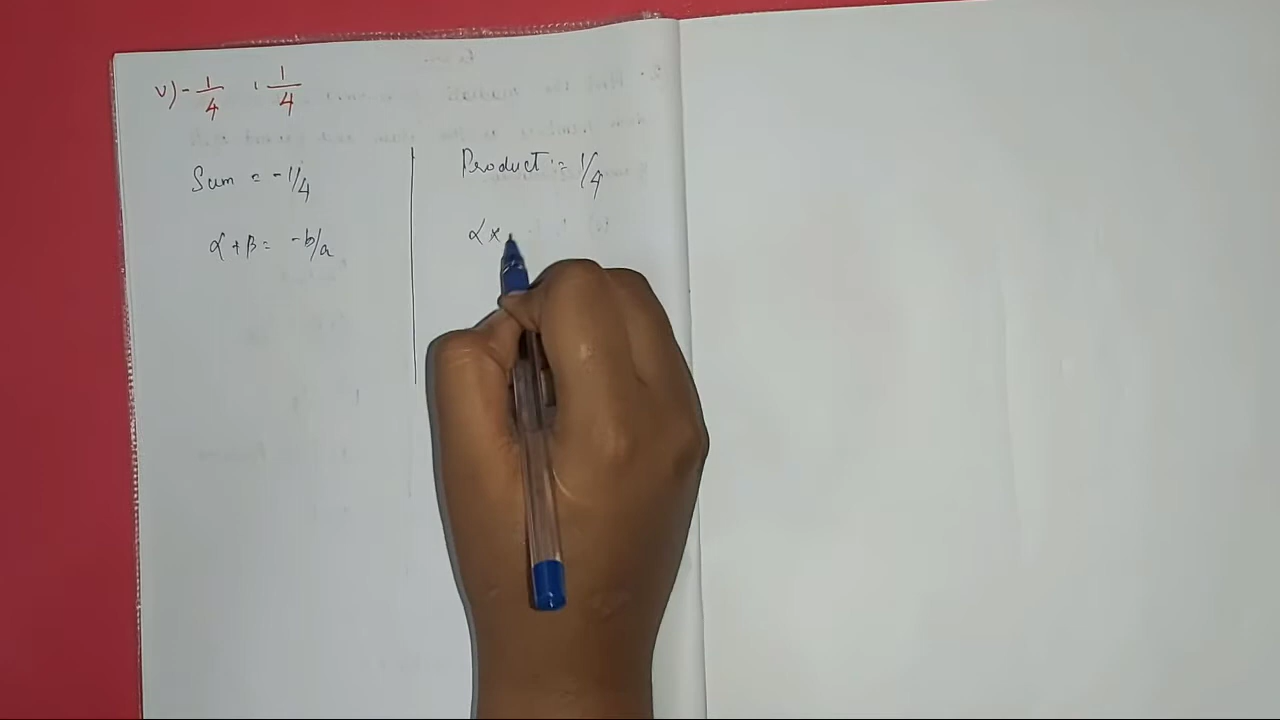 v) -1/4 , 1/4
Sum = -1/4
α + β = -b/a
Product = 1/4
α ×